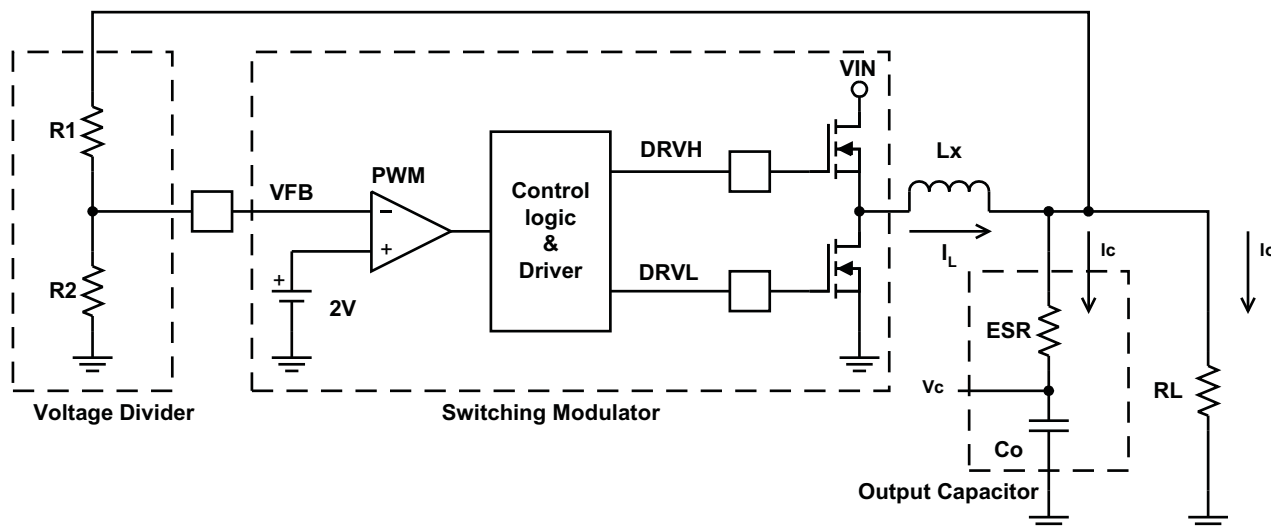 VIN
R1
DRVH
Lx
PWM
VFB
−
Control
logic
&
Driver
+
Ic
I_L
R2
DRVL
+
2V
ESR
RL
Vc
Voltage Divider
Switching Modulator
Co
Output Capacitor